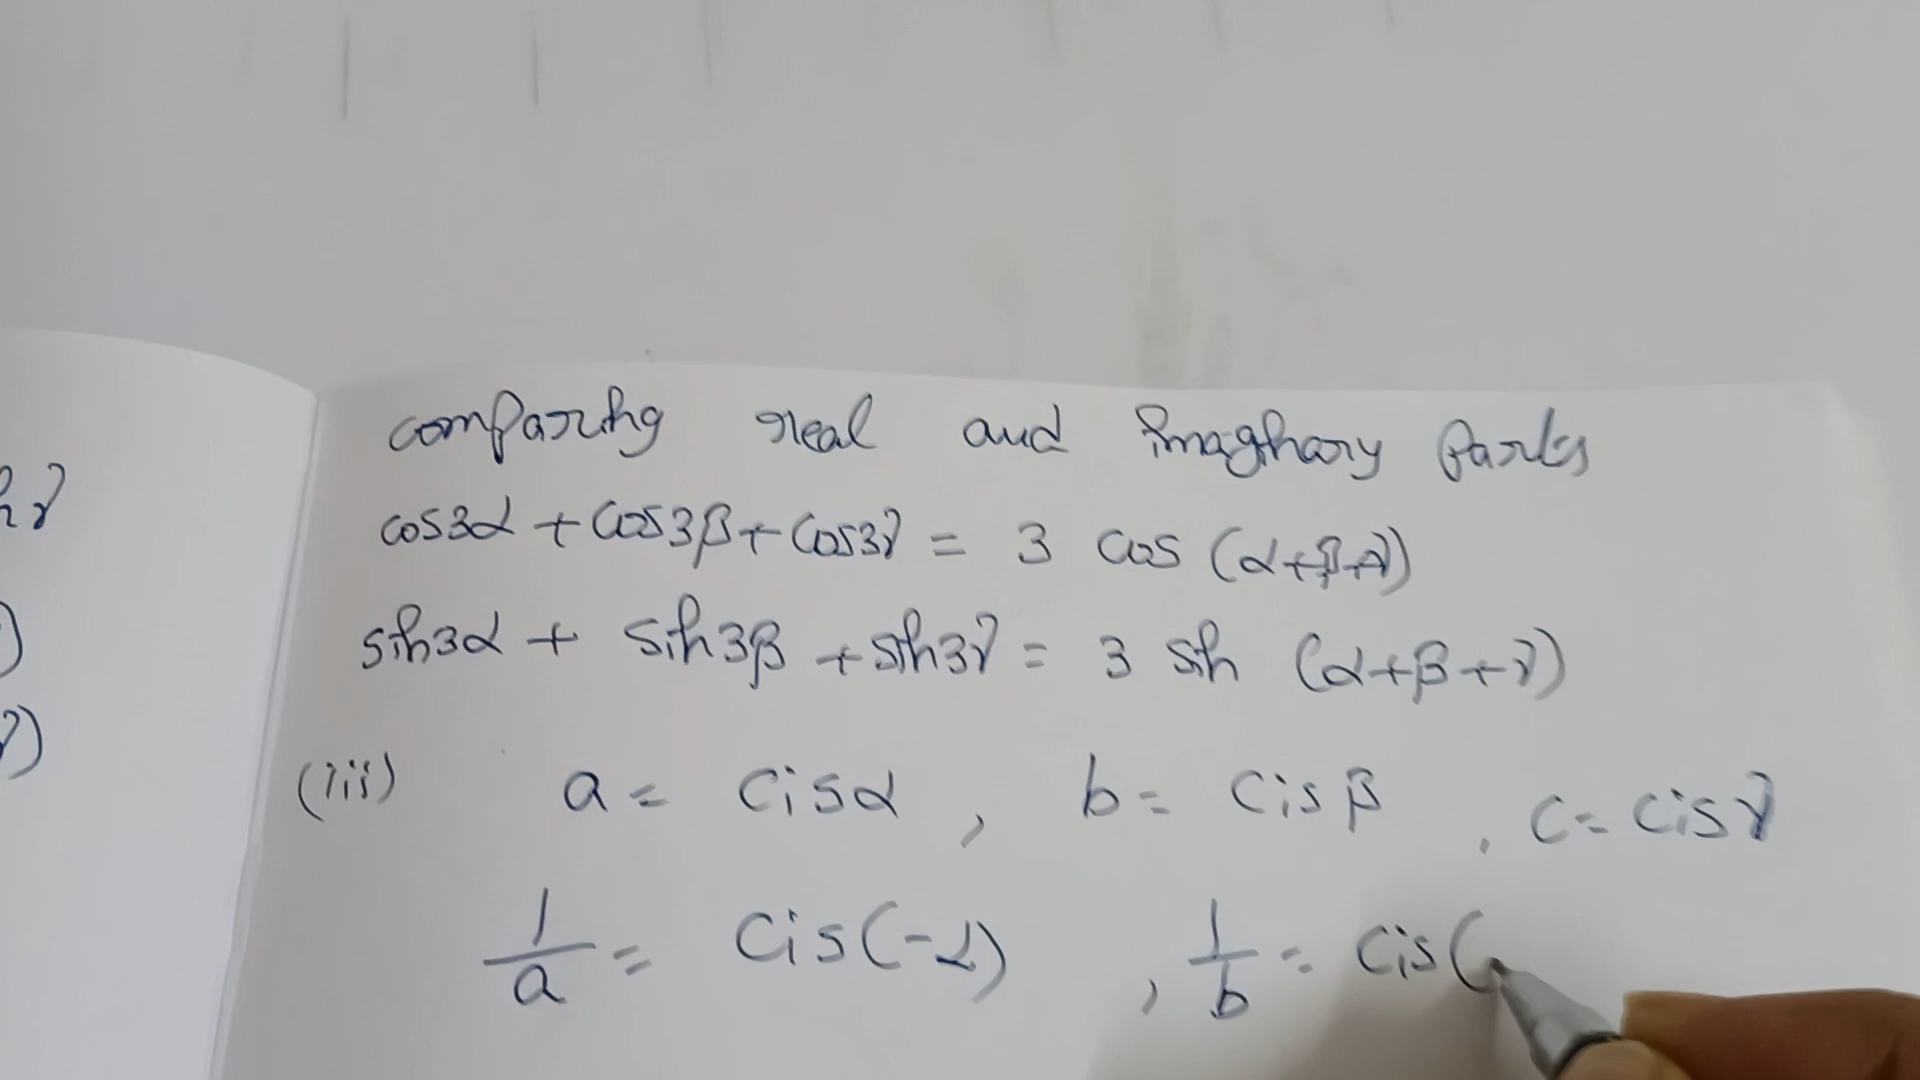 comparing real and imaginary parts
cos3α + cos3β + cos3γ = 3 cos (α+β+γ)
sin3α + sin3β + sin3γ = 3 sin (α+β+γ)
(iii) a = cisα , b = cisβ , c = cisγ
1/a = cis(-α) , 1/b = cis(